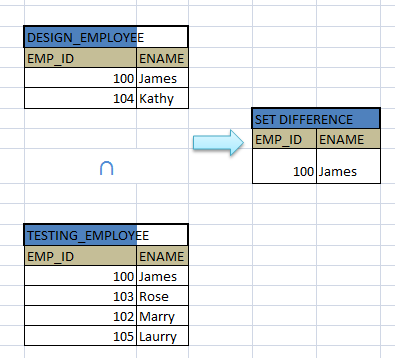 DESIGN_EMPLOYEE
EMP_ID ENAME
100 James
104 Kathy
∩
TESTING_EMPLOYEE
EMP_ID ENAME
100 James
103 Rose
102 Marry
105 Laurry
SET DIFFERENCE
EMP_ID ENAME
100 James